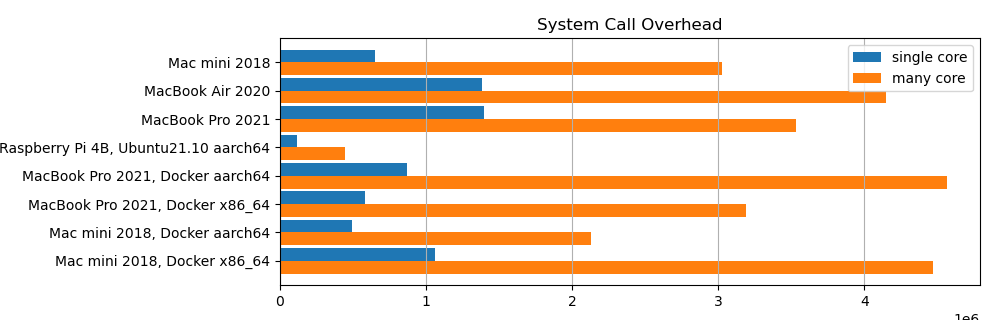 System Call Overhead
single core
many core
Mac mini 2018
MacBook Air 2020
MacBook Pro 2021
Raspberry Pi 4B, Ubuntu21.10 aarch64
MacBook Pro 2021, Docker aarch64
MacBook Pro 2021, Docker x86_64
Mac mini 2018, Docker aarch64
Mac mini 2018, Docker x86_64
0 1 2 3 4
1e6